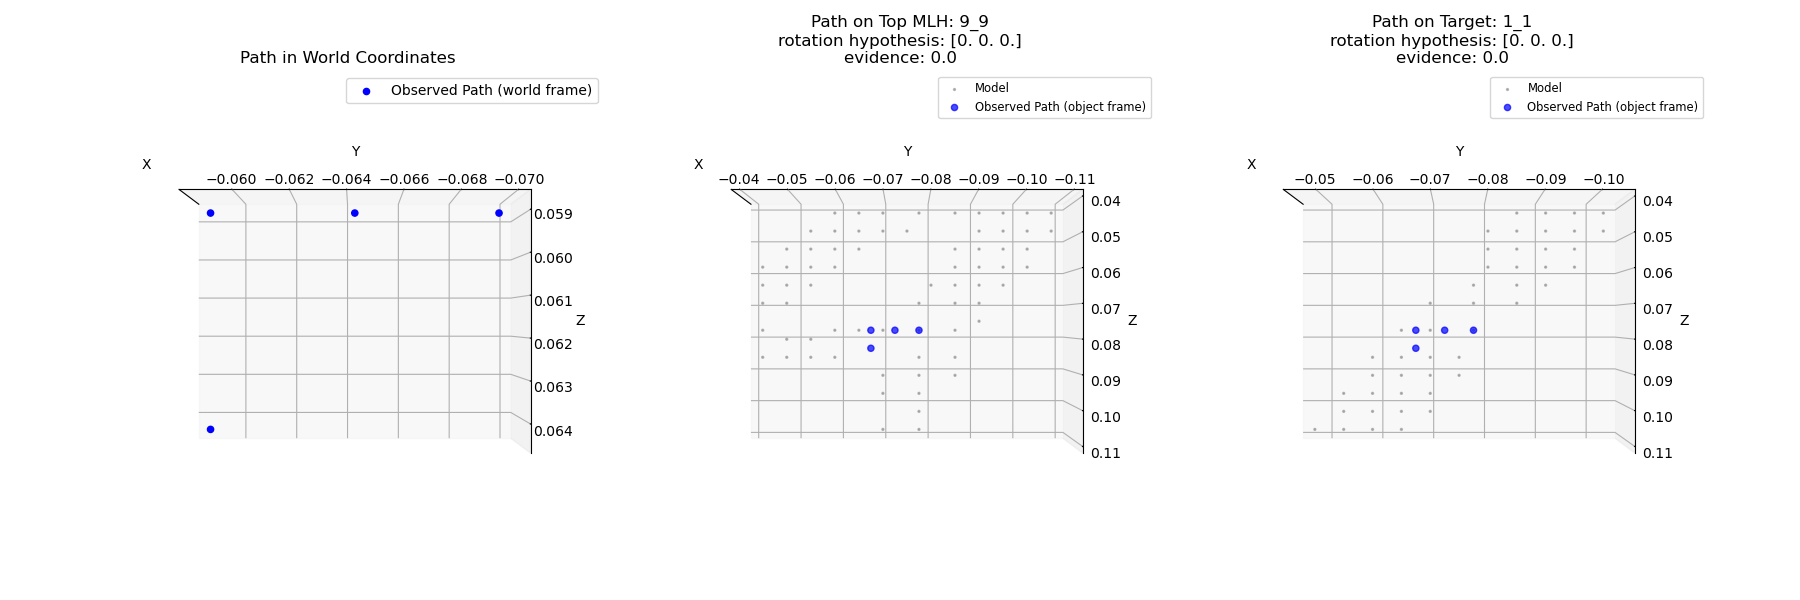 Path in World Coordinates
Observed Path (world frame)
X
Y
−0.060 −0.062 −0.064 −0.066 −0.068 −0.070
0.059
0.060
0.061
0.062
0.063
0.064
Z
Path on Top MLH: 9_9
rotation hypothesis: [0. 0. 0.]
evidence: 0.0
Model
Observed Path (object frame)
X
Y
−0.04 −0.05 −0.06 −0.07 −0.08 −0.09 −0.10 −0.11
0.04
0.05
0.06
0.07
0.08
0.09
0.10
0.11
Z
Path on Target: 1_1
rotation hypothesis: [0. 0. 0.]
evidence: 0.0
Model
Observed Path (object frame)
X
Y
−0.05 −0.06 −0.07 −0.08 −0.09 −0.10
0.04
0.05
0.06
0.07
0.08
0.09
0.10
0.11
Z